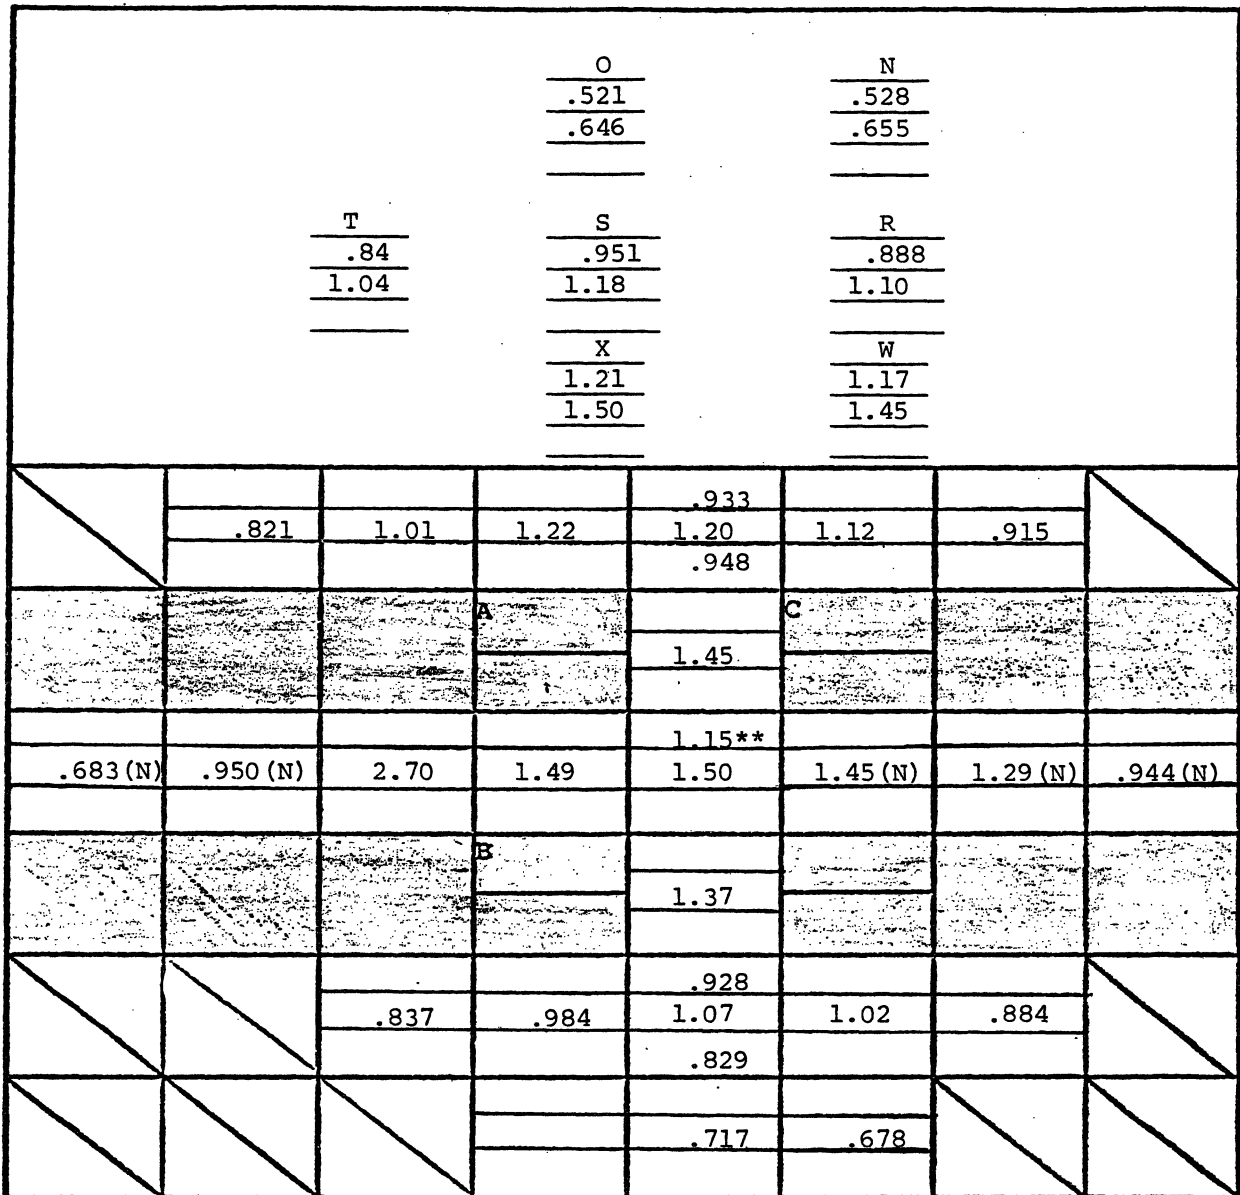 O N
.521 .528
.646 .655
T S R
.84 .951 .888
1.04 1.18 1.10
X W
1.21 1.17
1.50 1.45
.933
.821 1.01 1.22 1.20 1.12 .915
.948
A C
1.45
1.15**
.683(N) .950(N) 2.70 1.49 1.50 1.45(N) 1.29(N) .944(N)
B
1.37
.928
.837 .984 1.07 1.02 .884
.829
.717 .678